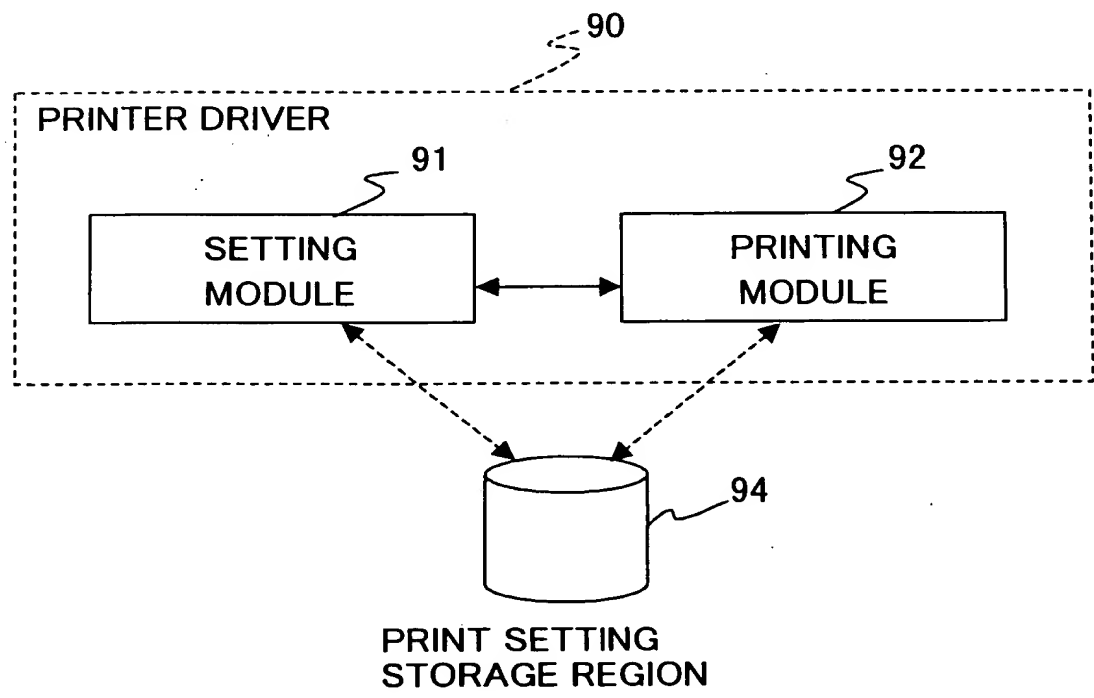 90
PRINTER DRIVER
91
92
SETTING
MODULE
PRINTING
MODULE
94
PRINT SETTING
STORAGE REGION